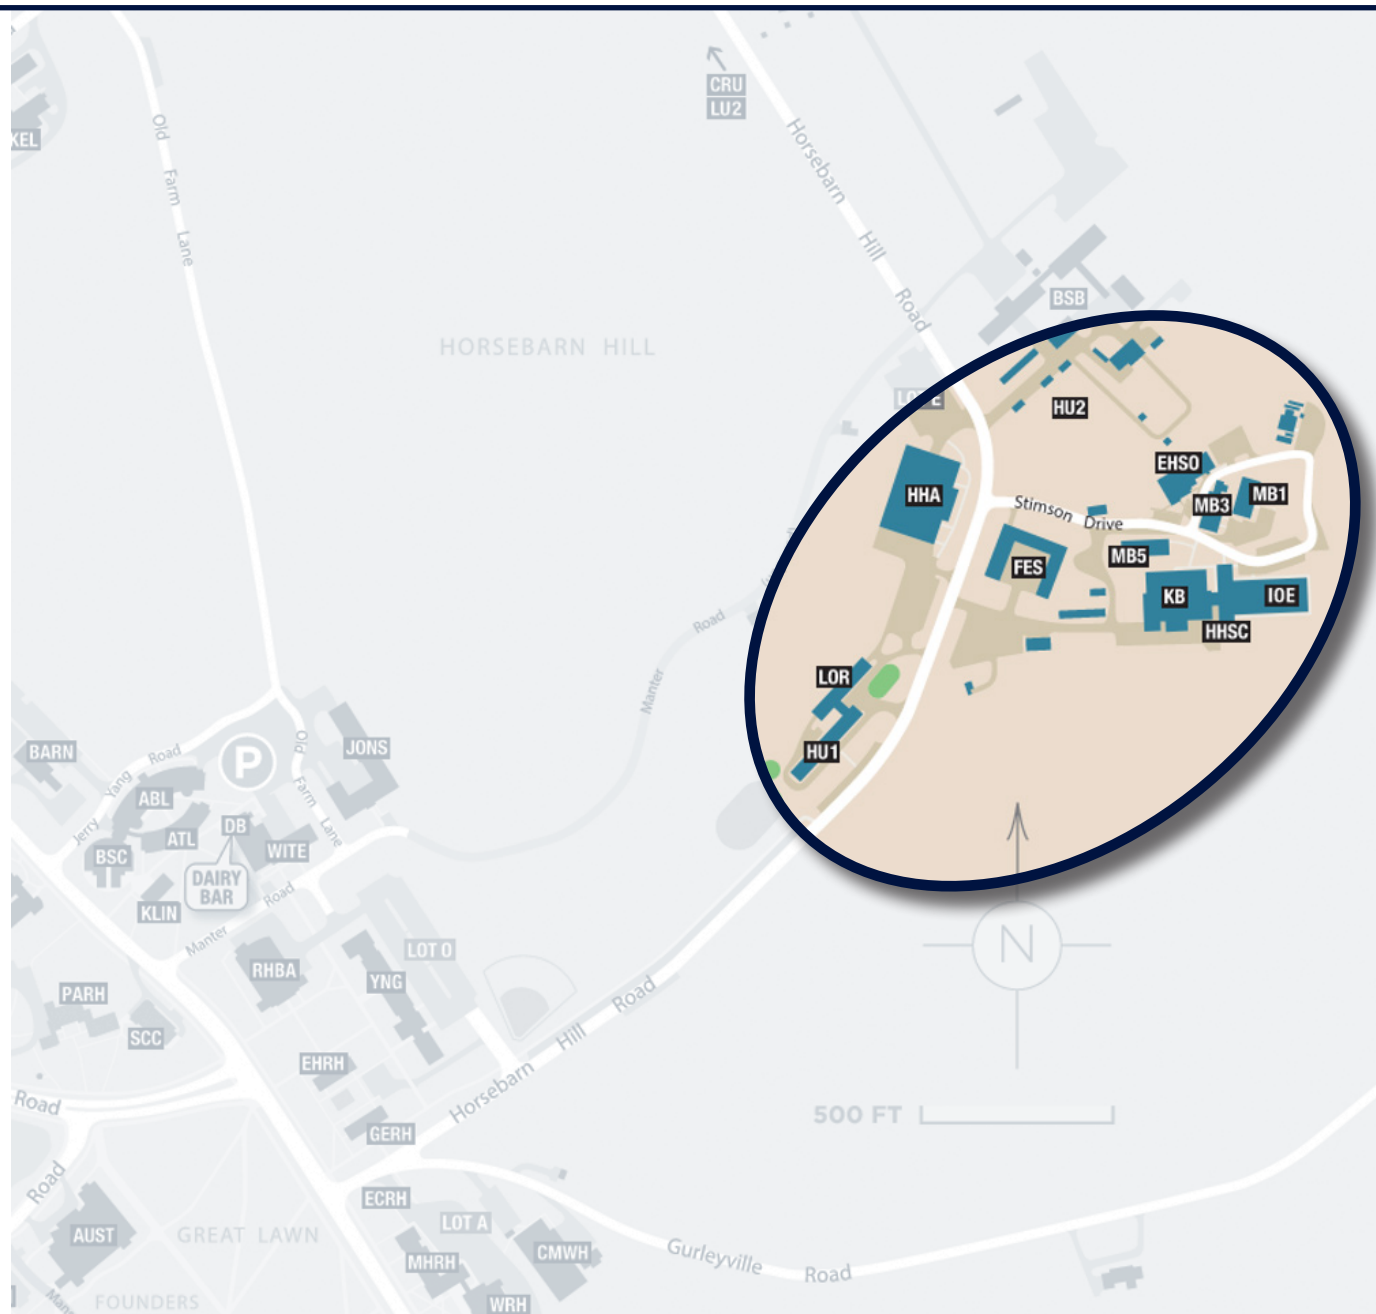 CRU
LU2
Old Farm Lane
Horsebarn Hill Road
BSB
HORSEBARN HILL
HU2
HHA
EHSO
MB3
MB1
Stimson Drive
MB5
FES
KB
IOE
HHSC
Manter Road
LOR
HU1
BARN
Jerry Yang Road
P
Old Farm Lane
JONS
ABL
ATL
DB
WITE
BSC
DAIRY
BAR
KLIN
Manter Road
RHBA
YNG
LOT O
PARH
SCC
N
Horsebarn Hill Road
EHRH
GERH
500 FT
Road
Road
ECRH
LOT A
AUST
GREAT LAWN
MHRH
CMWH
Gurleyville Road
WRH
FOUNDERS